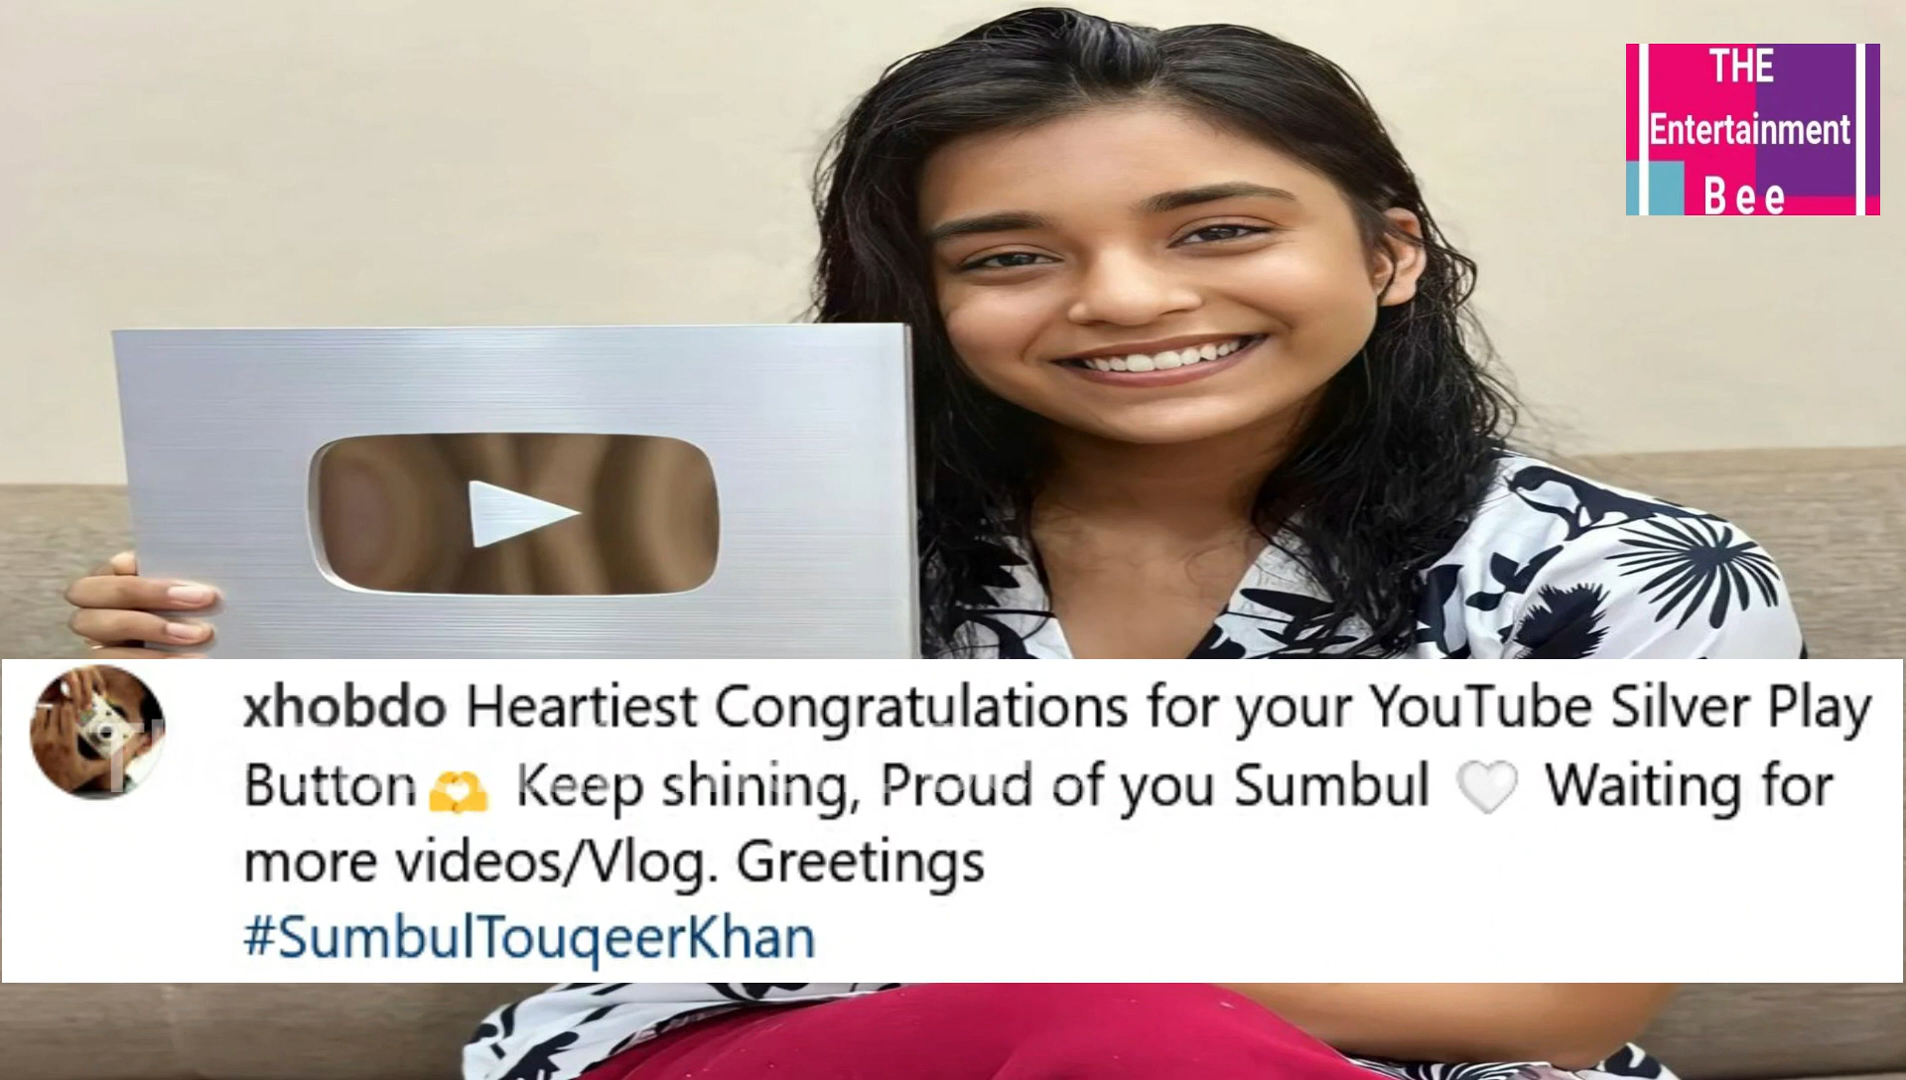 THE
Entertainment
Bee
xhobdo Heartiest Congratulations for your YouTube Silver Play
Button🫶 Keep shining, Proud of you Sumbul 🤍 Waiting for
more videos/Vlog. Greetings
#SumbulTouqeerKhan